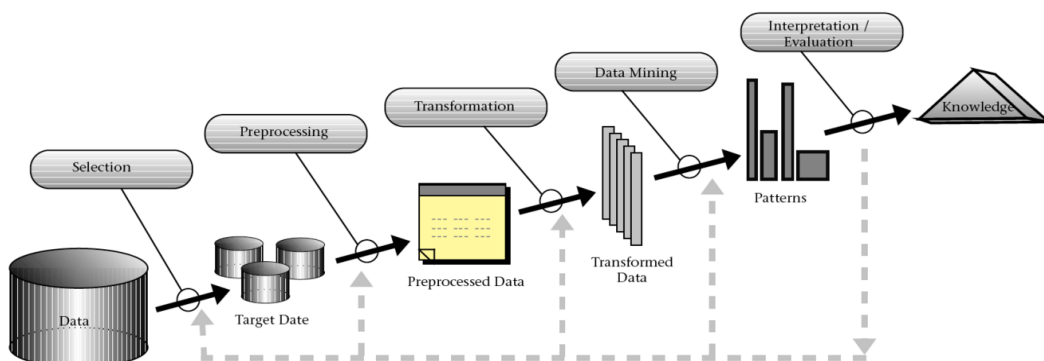 Interpretation /
Evaluation
Data Mining
Transformation
Preprocessing
Selection
Knowledge
Patterns
Transformed
Data
Preprocessed Data
Target Date
Data